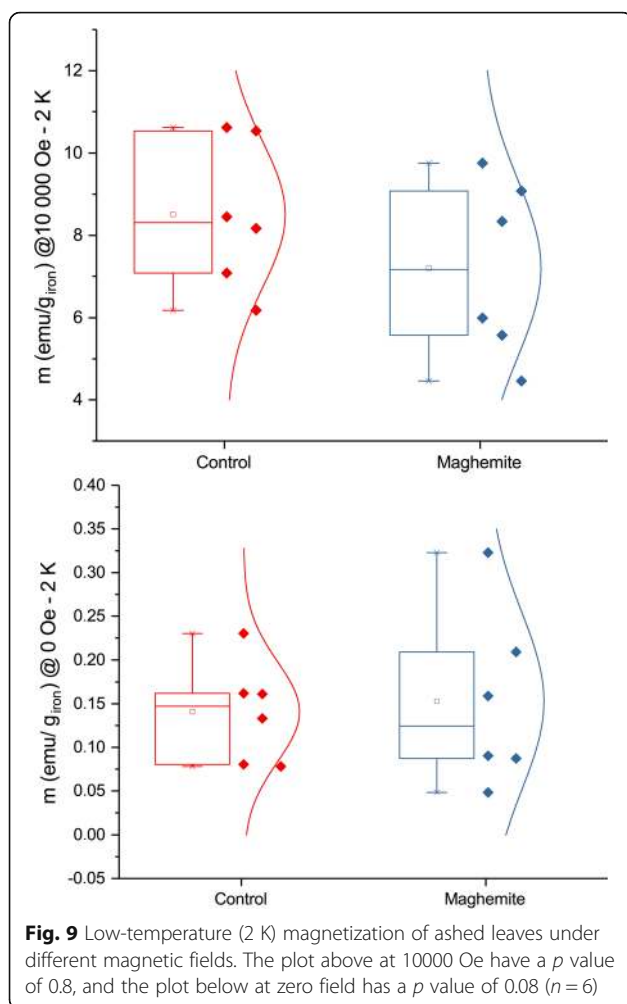 12
10
8
6
4
m (emu/g_iron) @10 000 Oe - 2 K
Control Maghemite
0.40
0.35
0.30
0.25
0.20
0.15
0.10
0.05
0.00
-0.05
m (emu/ g_iron) @ 0 Oe - 2 K
Control Maghemite
Fig. 9 Low-temperature (2 K) magnetization of ashed leaves under
different magnetic fields. The plot above at 10000 Oe have a p value
of 0.8, and the plot below at zero field has a p value of 0.08 (n = 6)